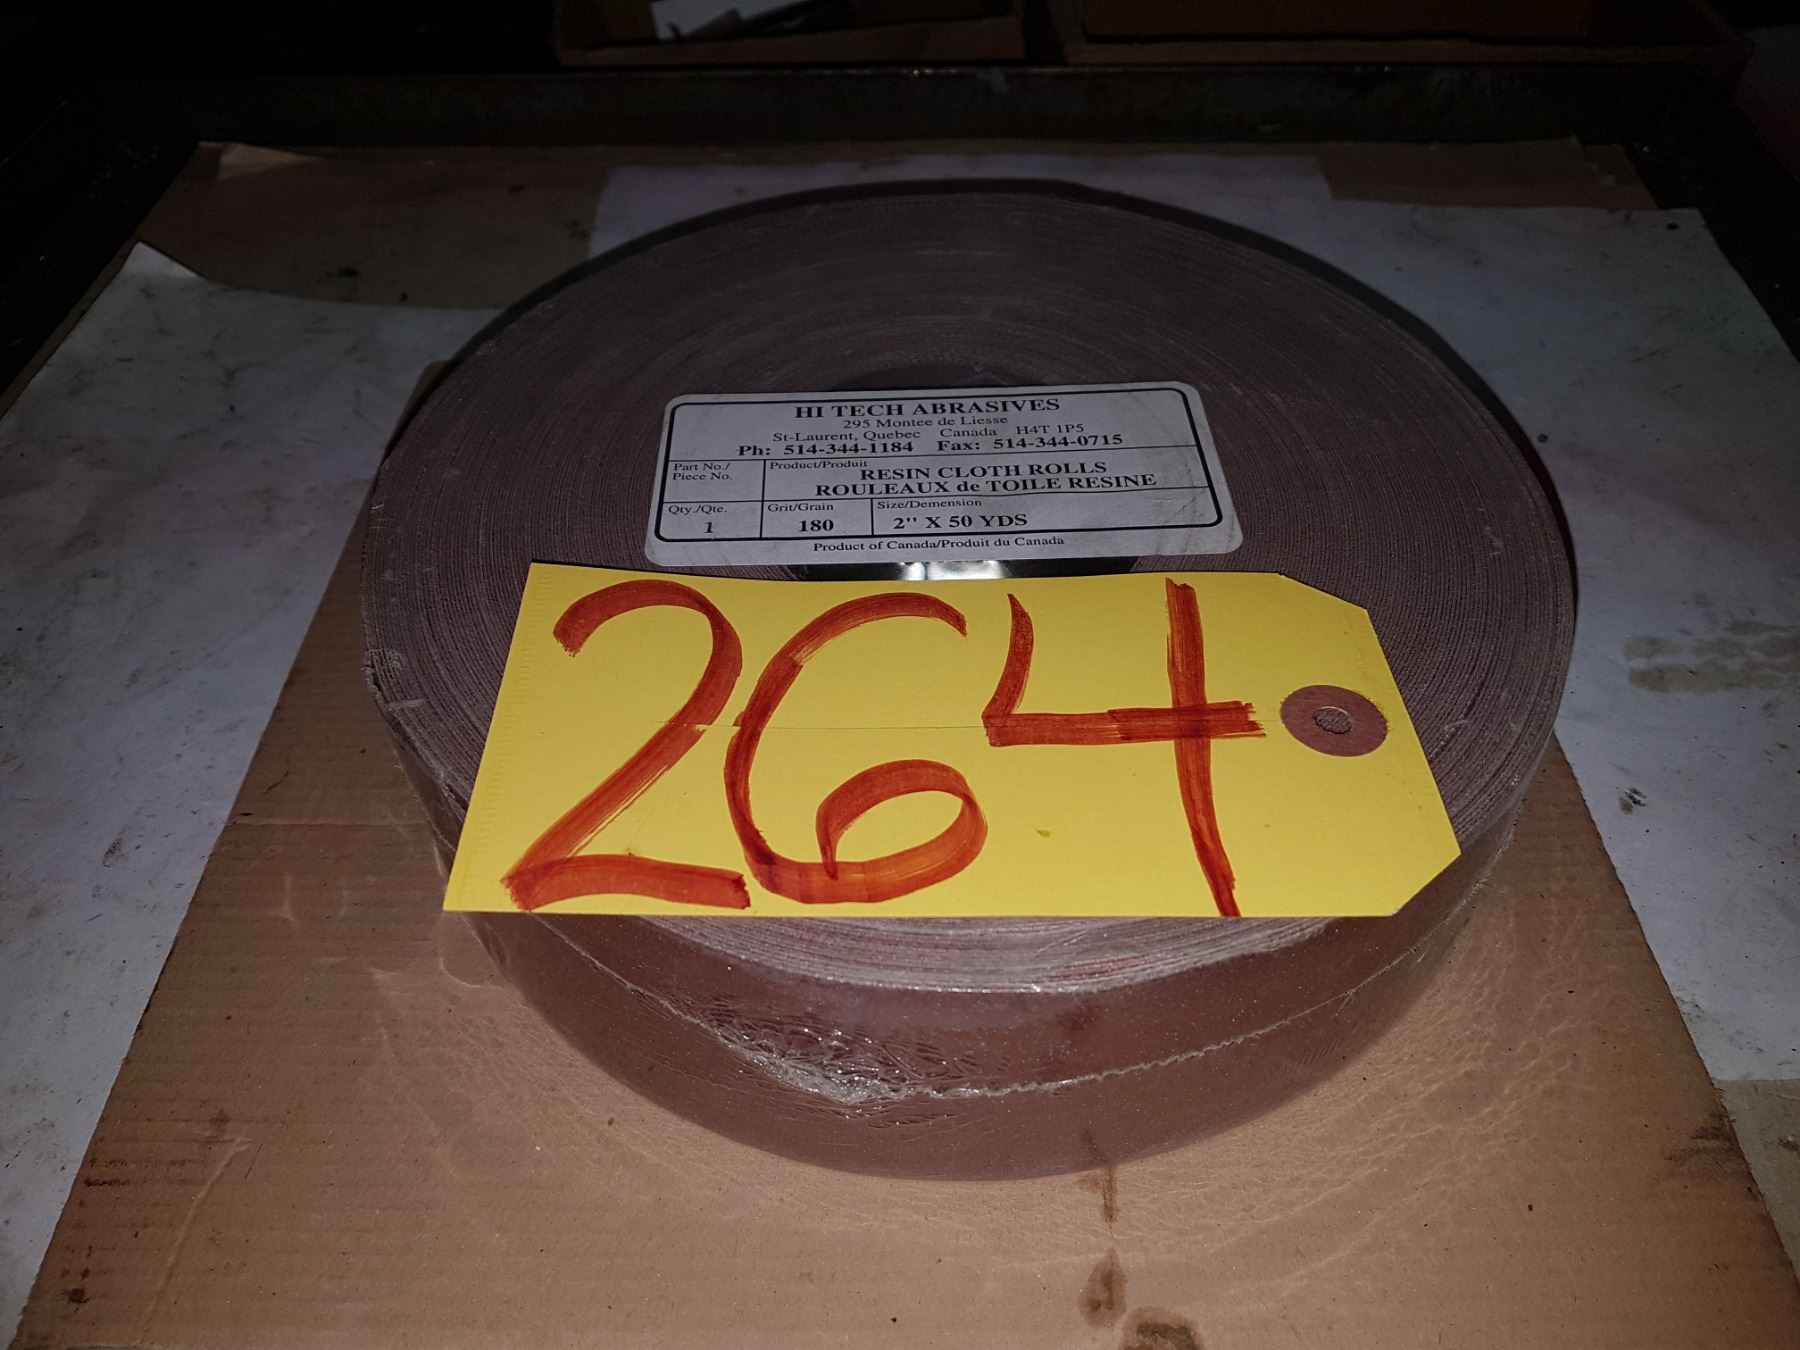 HI TECH ABRASIVES
295 Montee de Liesse
St-Laurent, Quebec Canada H4T 1P5
Ph: 514-344-1184 Fax: 514-344-0715
Part No./
Piece No.
Product/Produit
RESIN CLOTH ROLLS
ROULEAUX de TOILE RESINE
Qty./Qte.
1
Grit/Grain
180
Size/Demension
2" X 50 YDS
Product of Canada/Produit du Canada
264